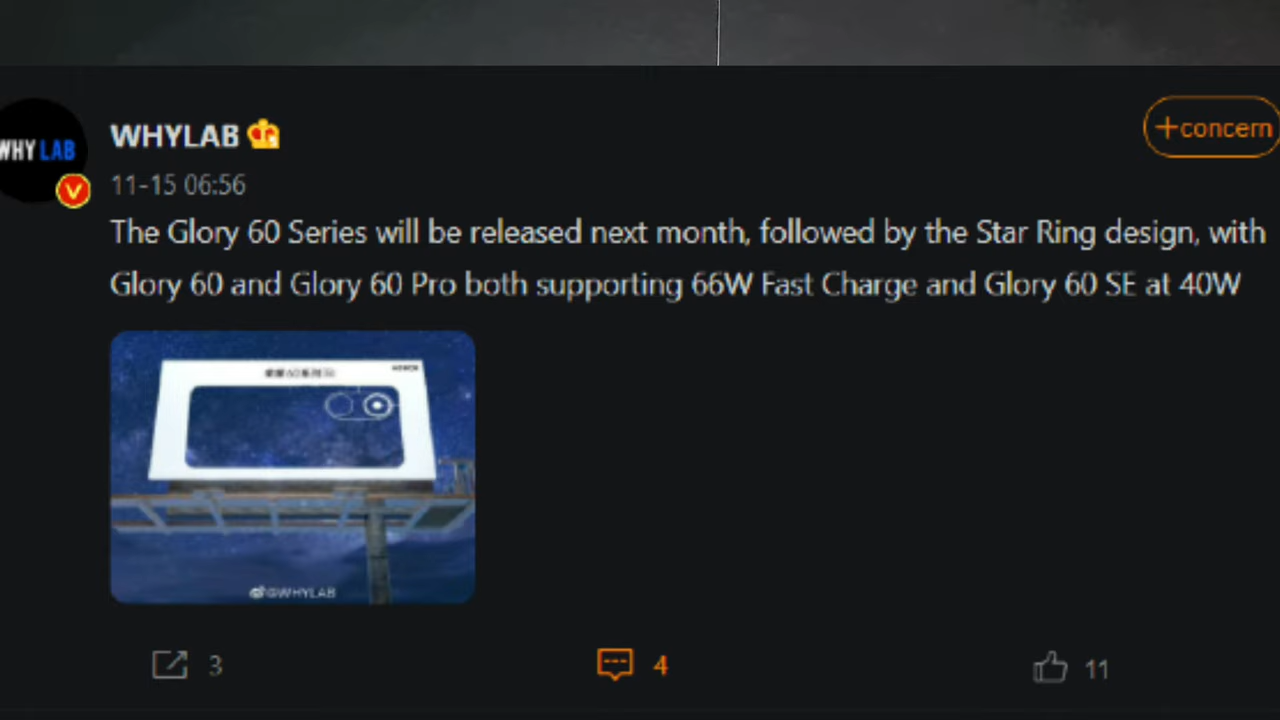 WHY LAB
WHYLAB
+concern
11-15 06:56
The Glory 60 Series will be released next month, followed by the Star Ring design, with
Glory 60 and Glory 60 Pro both supporting 66W Fast Charge and Glory 60 SE at 40W
HONOR
@WHYLAB
3
4
11